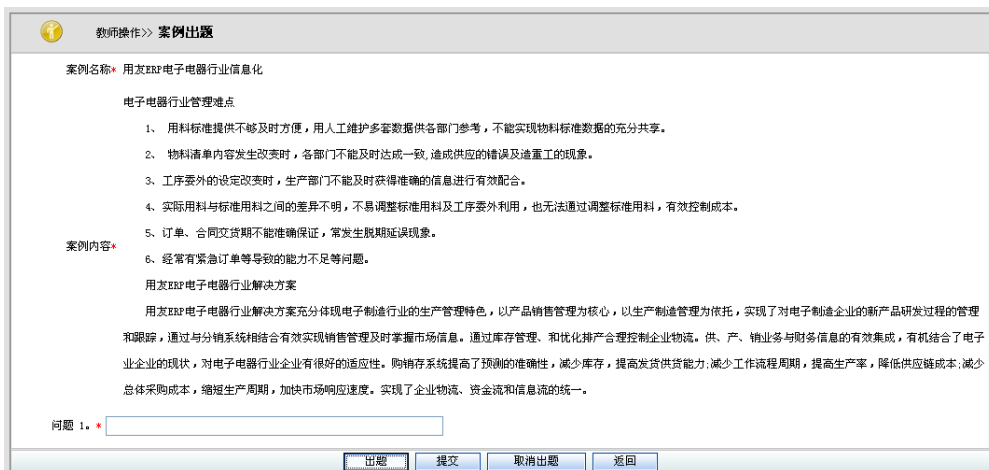 教师操作>> 案例出题
案例名称* 用友ERP电子电器行业信息化
电子电器行业管理难点
1、 用料标准提供不够及时方便，用人工维护多套数据供各部门参考，不能实现物料标准数据的充分共享。
2、 物料清单内容发生改变时，各部门不能及时达成一致,造成供应的错误及造重工的现象。
3、工序委外的设定改变时，生产部门不能及时获得准确的信息进行有效配合。
4、实际用料与标准用料之间的差异不明，不易调整标准用料及工序委外利用，也无法通过调整标准用料，有效控制成本。
5、订单、合同交货期不能准确保证，常发生脱期延误现象。
案例内容*
6、经常有紧急订单等导致的能力不足等问题。
用友ERP电子电器行业解决方案
用友ERP电子电器行业解决方案充分体现电子制造行业的生产管理特色，以产品销售管理为核心，以生产制造管理为依托，实现了对电子制造企业的新产品研发过程的管理
和跟踪，通过与分销系统相结合有效实现销售管理及时掌握市场信息。通过库存管理、和优化排产合理控制企业物流。供、产、销业务与财务信息的有效集成，有机结合了电子
业企业的现状，对电子电器行业企业有很好的适应性。购销存系统提高了预测的准确性，减少库存，提高发货供货能力;减少工作流程周期，提高生产率，降低供应链成本;减少
总体采购成本，缩短生产周期，加快市场响应速度。实现了企业物流、资金流和信息流的统一。
问题 1。*
出题 提交 取消出题 返回